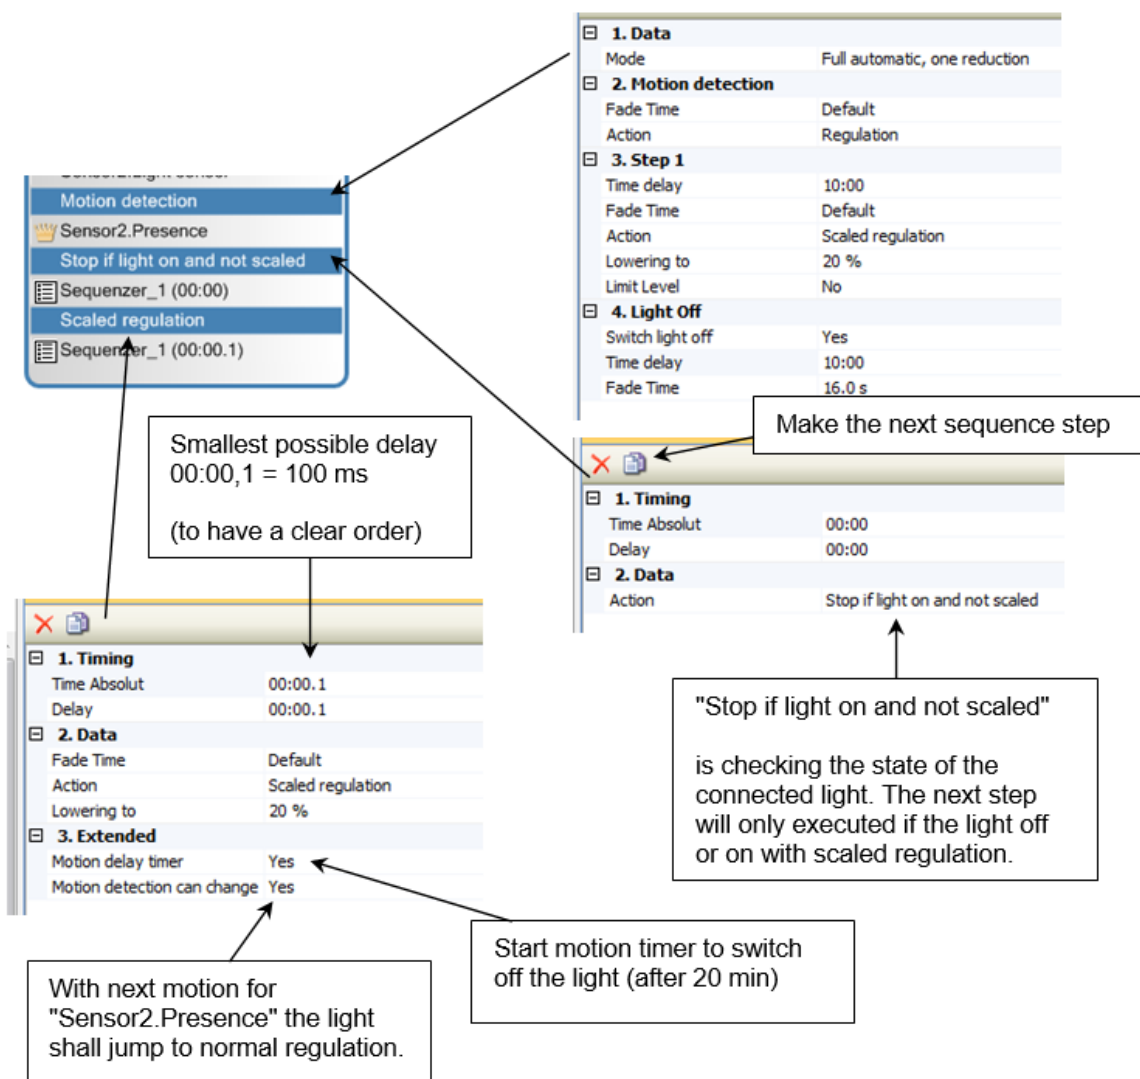 1. Data
Mode Full automatic, one reduction
2. Motion detection
Fade Time Default
Action Regulation
3. Step 1
Time delay 10:00
Fade Time Default
Action Scaled regulation
Lowering to 20 %
Limit Level No
4. Light Off
Switch light off Yes
Time delay 10:00
Fade Time 16.0 s
Motion detection
Sensor2.Presence
Stop if light on and not scaled
Sequenzer_1 (00:00)
Scaled regulation
Sequenzer_1 (00:00.1)
Make the next sequence step
Smallest possible delay
00:00,1 = 100 ms
(to have a clear order)
1. Timing
Time Absolut 00:00
Delay 00:00
2. Data
Action Stop if light on and not scaled
1. Timing
Time Absolut 00:00.1
Delay 00:00.1
2. Data
Fade Time Default
Action Scaled regulation
Lowering to 20 %
3. Extended
Motion delay timer Yes
Motion detection can change Yes
"Stop if light on and not scaled"
is checking the state of the
connected light. The next step
will only executed if the light off
or on with scaled regulation.
Start motion timer to switch
off the light (after 20 min)
With next motion for
"Sensor2.Presence" the light
shall jump to normal regulation.